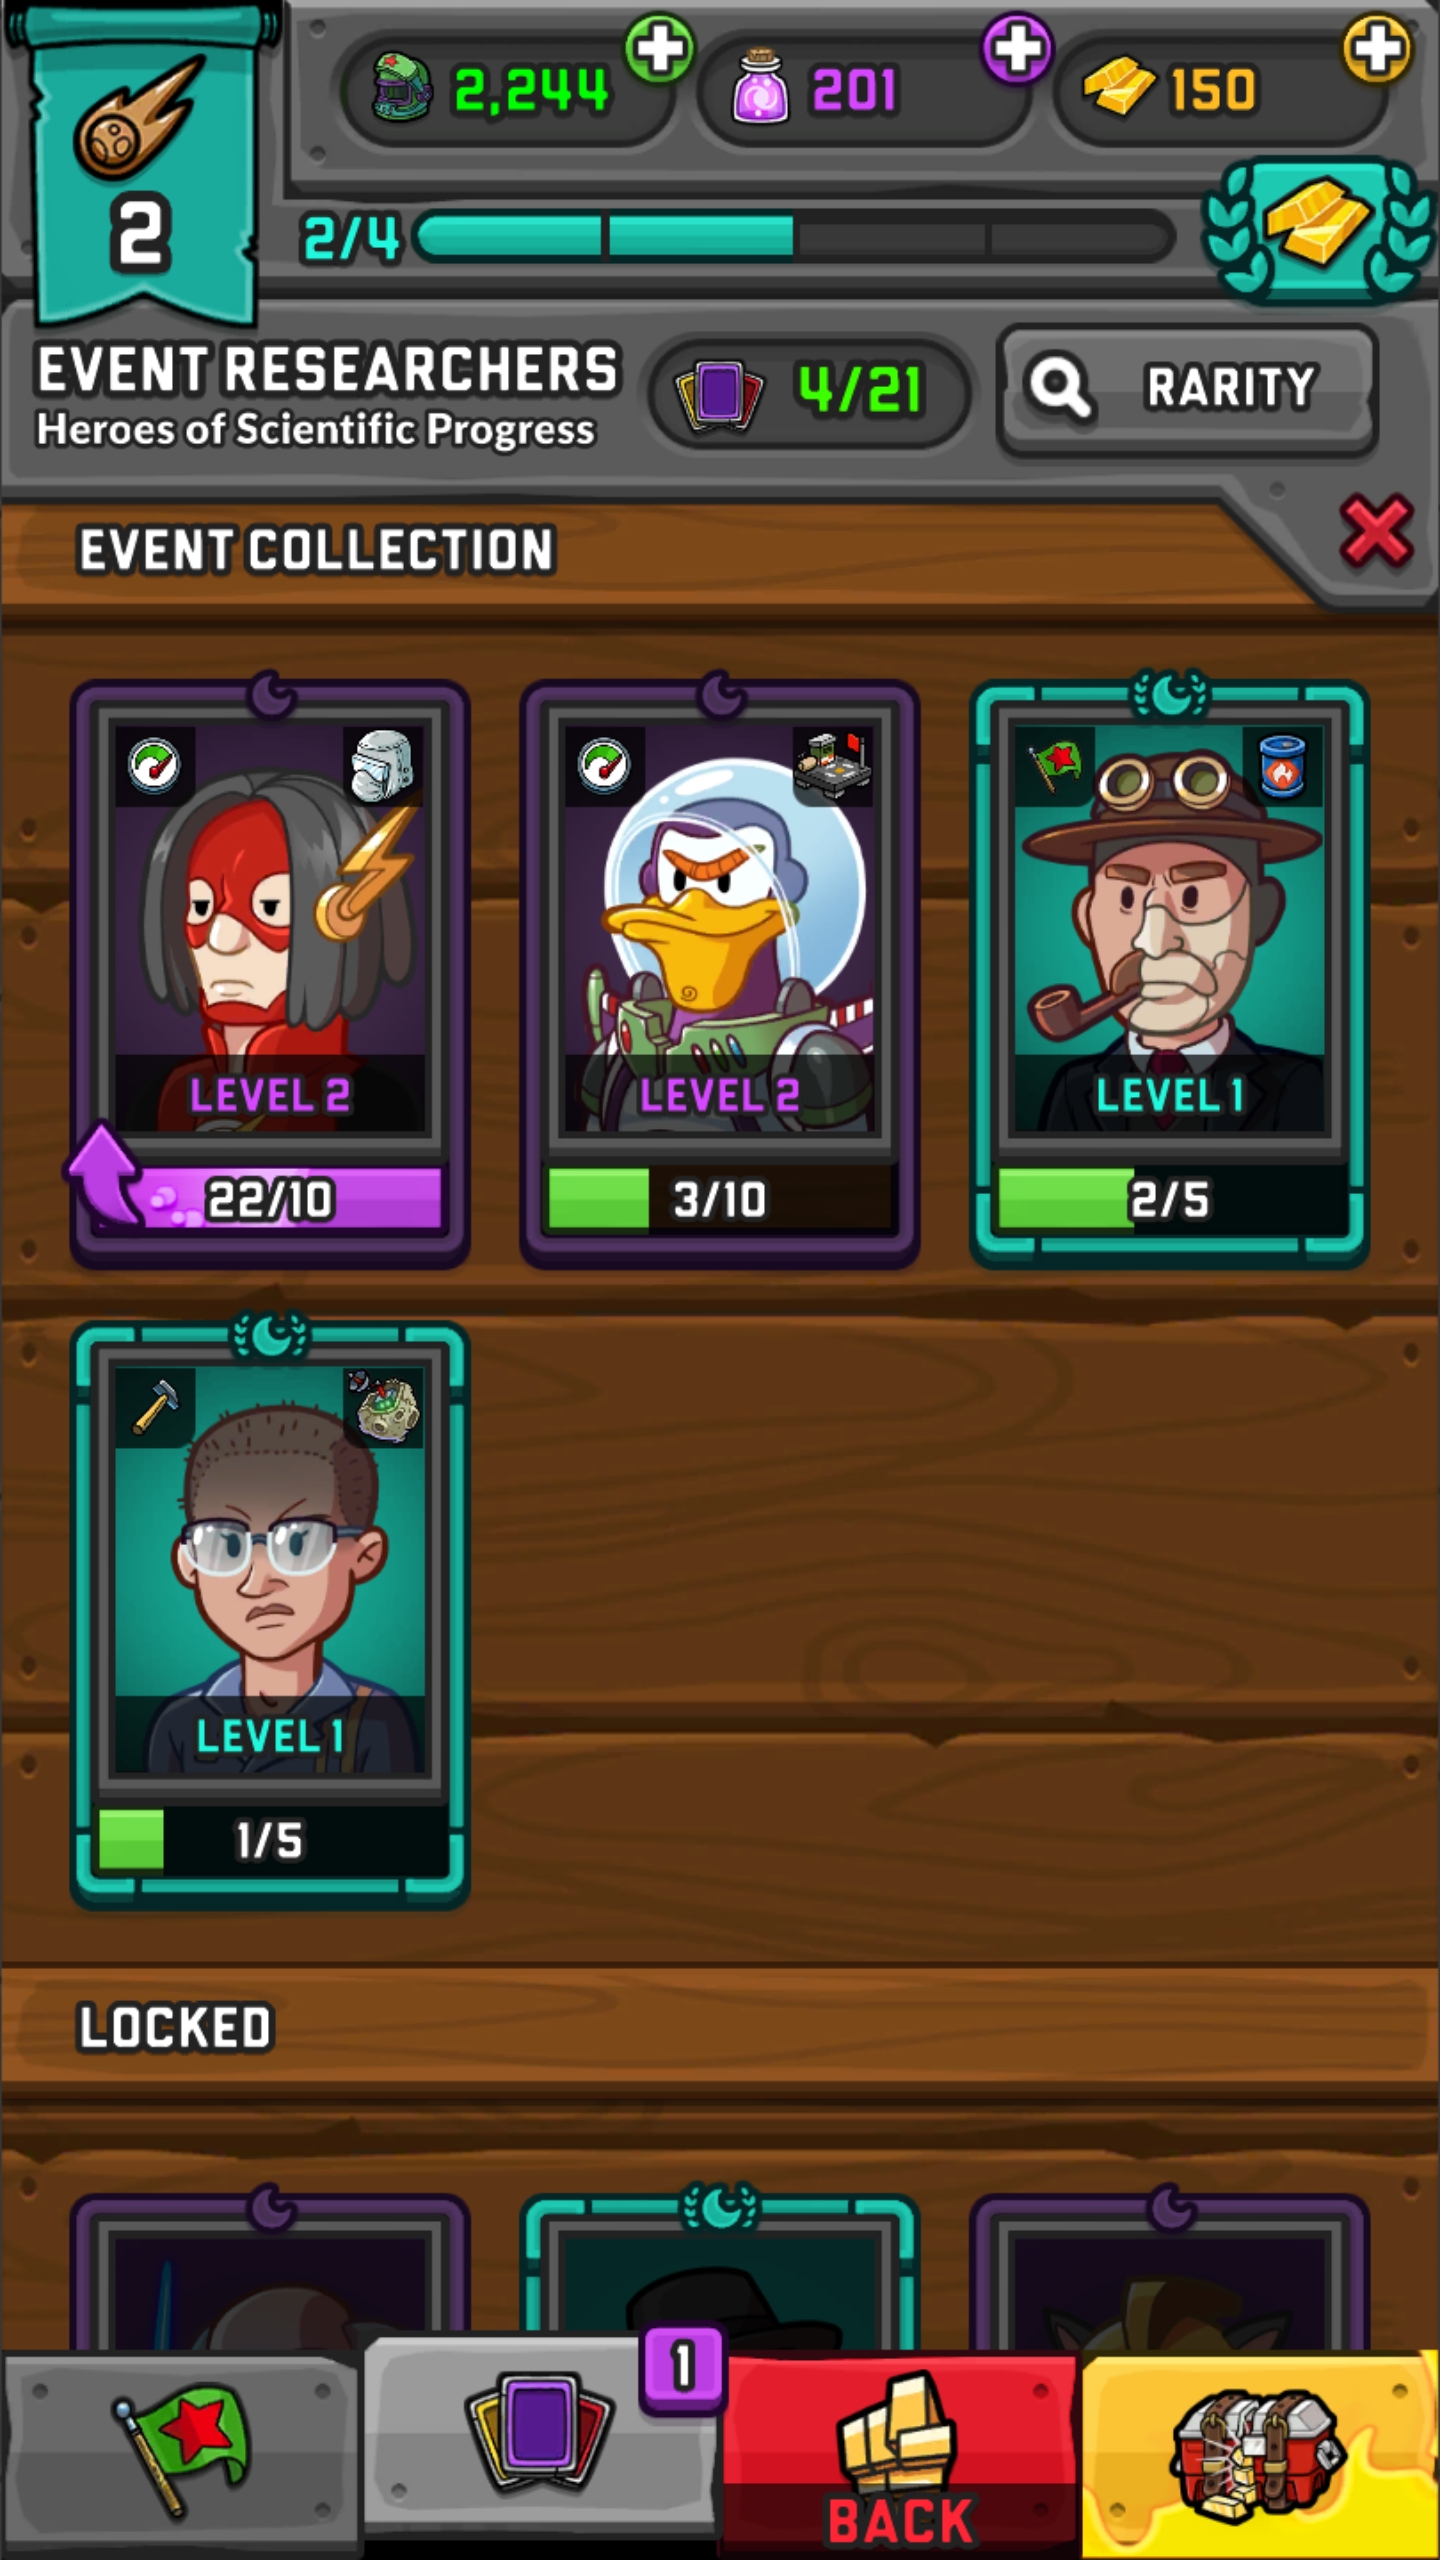 2,244
201
150
2
2/4
EVENT RESEARCHERS
Heroes of Scientific Progress
4/21
RARITY
EVENT COLLECTION
LEVEL 2
22/10
LEVEL 2
3/10
LEVEL 1
2/5
LEVEL 1
1/5
LOCKED
1
BACK